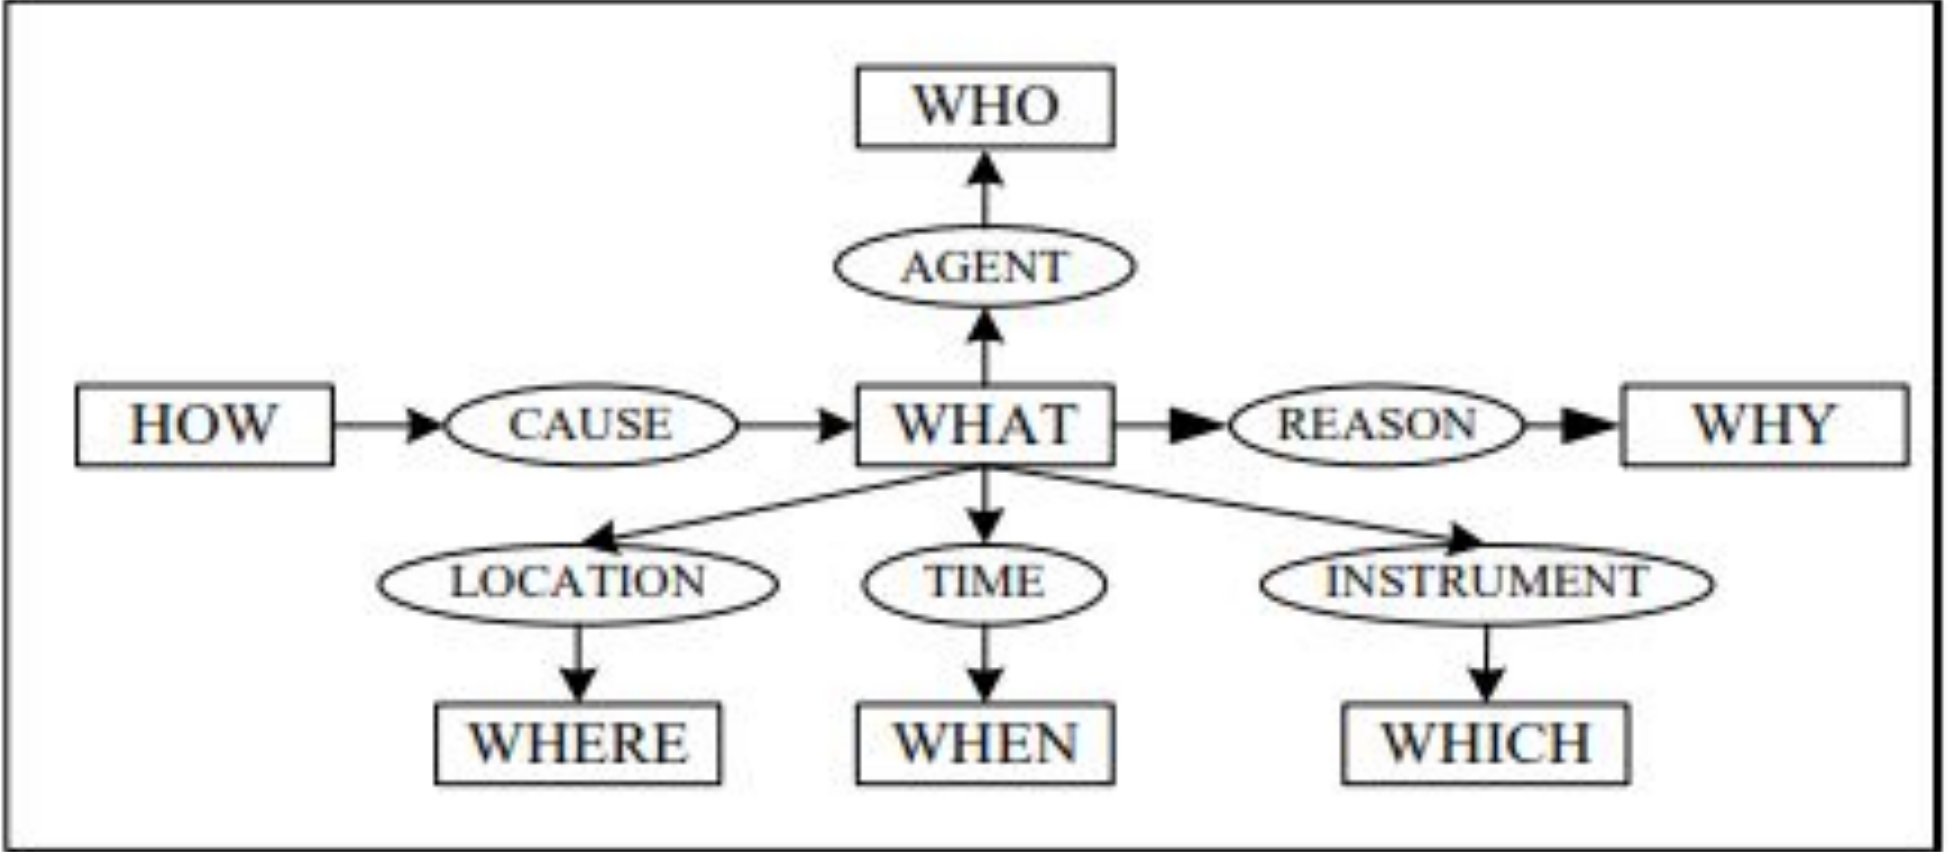 WHO
AGENT
HOW
CAUSE
WHAT
REASON
WHY
LOCATION
TIME
INSTRUMENT
WHERE
WHEN
WHICH